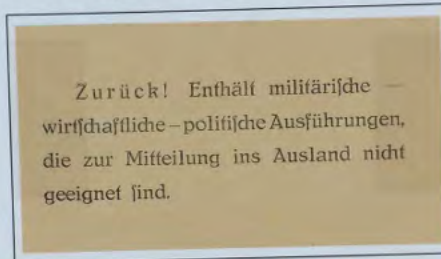 Zurück! Enthält militäriſche —
wirtſchaftliche – politiſche Ausführungen,
die zur Mitteilung ins Ausland nicht
geeignet ſind.